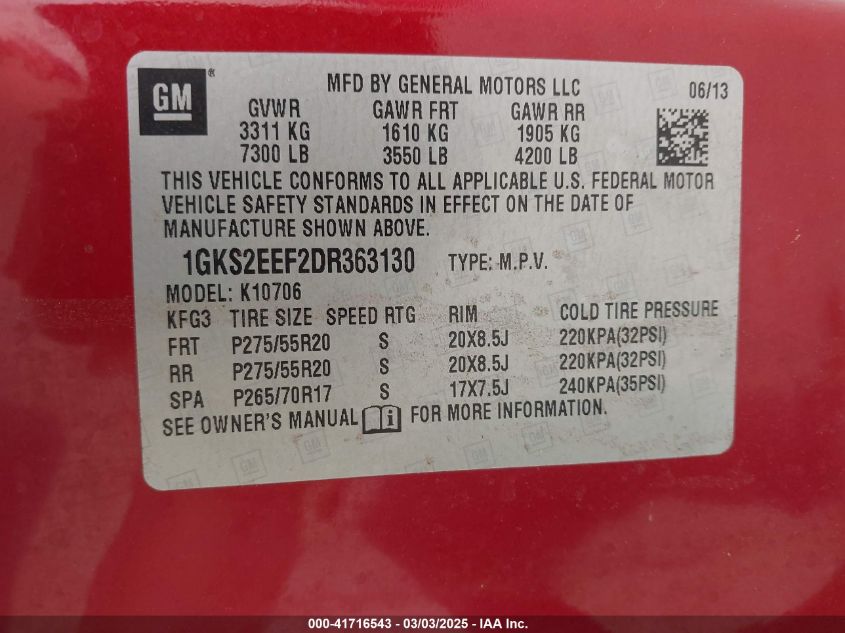 GM®
MFD BY GENERAL MOTORS LLC 06/13
GVWR GAWR FRT GAWR RR
3311 KG 1610 KG 1905 KG
7300 LB 3550 LB 4200 LB
THIS VEHICLE CONFORMS TO ALL APPLICABLE U.S. FEDERAL MOTOR
VEHICLE SAFETY STANDARDS IN EFFECT ON THE DATE OF
MANUFACTURE SHOWN ABOVE.
1GKS2EEF2DR363130 TYPE: M.P.V.
MODEL: K10706
KFG3 TIRE SIZE SPEED RTG RIM COLD TIRE PRESSURE
FRT P275/55R20 S 20X8.5J 220KPA(32PSI)
RR P275/55R20 S 20X8.5J 220KPA(32PSI)
SPA P265/70R17 S 17X7.5J 240KPA(35PSI)
SEE OWNER'S MANUAL i FOR MORE INFORMATION.
000-41716543 - 03/03/2025 - IAA Inc.